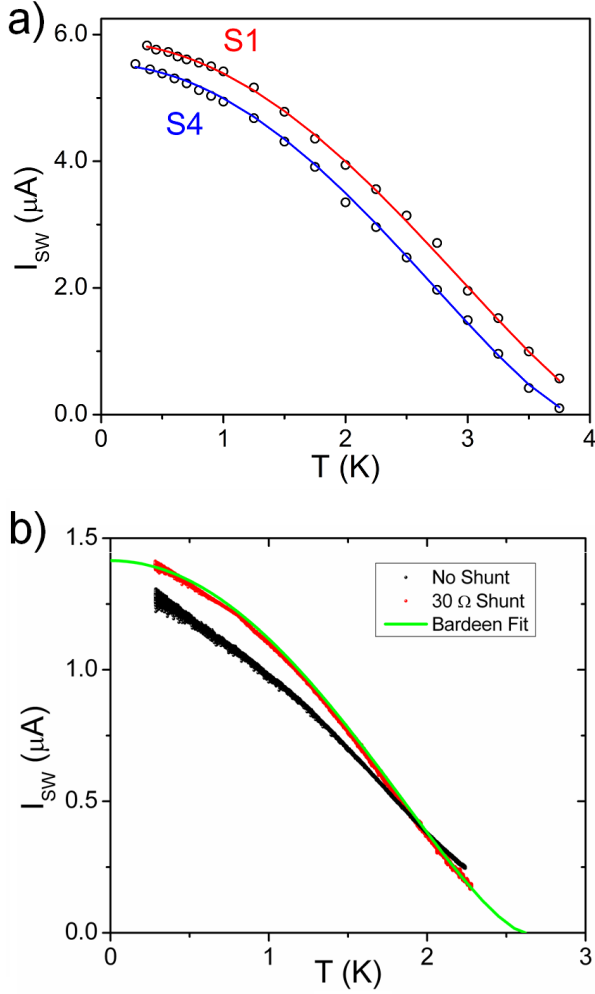 a)
6.0
4.0
2.0
0.0
I_SW (μA)
S1
S4
0
1
2
3
4
T (K)
b)
1.5
1.0
0.5
0.0
I_SW (μA)
No Shunt
30 Ω Shunt
Bardeen Fit
0
1
2
3
T (K)